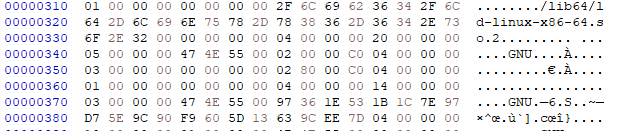 00000310 01 00 00 00 00 00 00 00 2F 6C 69 62 36 34 2F 6C ......../lib64/l
00000320 64 2D 6C 69 6E 75 78 2D 78 38 36 2D 36 34 2E 73 d-linux-x86-64.s
00000330 6F 2E 32 00 00 00 00 00 04 00 00 00 20 00 00 00 o.2......... ...
00000340 05 00 00 00 47 4E 55 00 02 00 00 C0 04 00 00 00 ....GNU....À....
00000350 03 00 00 00 00 00 00 00 02 80 00 C0 04 00 00 00 .........€.À....
00000360 01 00 00 00 00 00 00 00 04 00 00 00 14 00 00 00 ................
00000370 03 00 00 00 47 4E 55 00 97 36 1E 53 1B 1C 7E 97 ....GNU.—6.S..~—
00000380 D7 5E 9C 90 F9 60 5D 13 63 9C EE 7D 04 00 00 00 ×^œ.ù`].cœî}....